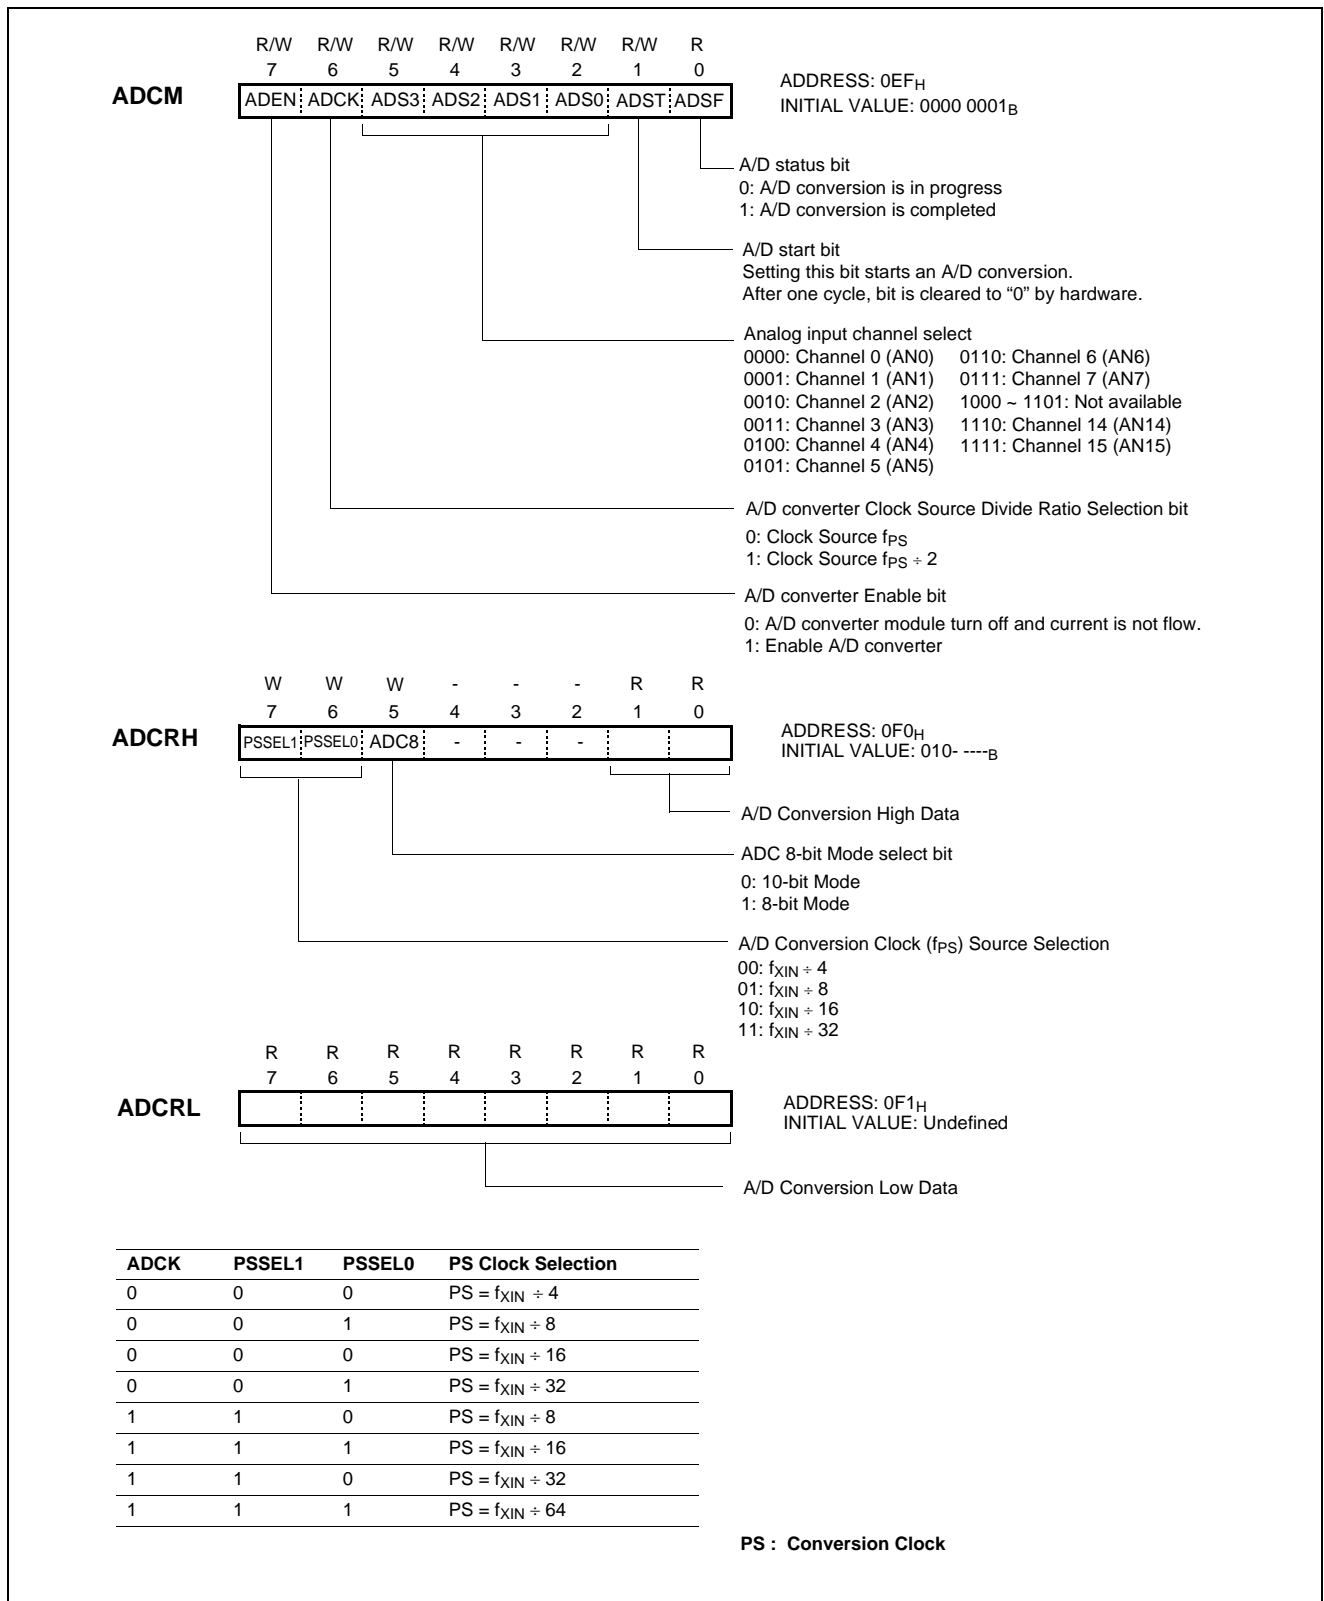 R/W R/W R/W R/W R/W R/W R/W R
7 6 5 4 3 2 1 0
ADCM
ADEN ADCK ADS3 ADS2 ADS1 ADS0 ADST ADSF
ADDRESS: 0EFH
INITIAL VALUE: 0000 0001B
A/D status bit
0: A/D conversion is in progress
1: A/D conversion is completed
A/D start bit
Setting this bit starts an A/D conversion.
After one cycle, bit is cleared to “0” by hardware.
Analog input channel select
0000: Channel 0 (AN0) 0110: Channel 6 (AN6)
0001: Channel 1 (AN1) 0111: Channel 7 (AN7)
0010: Channel 2 (AN2) 1000 ~ 1101: Not available
0011: Channel 3 (AN3) 1110: Channel 14 (AN14)
0100: Channel 4 (AN4) 1111: Channel 15 (AN15)
0101: Channel 5 (AN5)
A/D converter Clock Source Divide Ratio Selection bit
0: Clock Source fPS
1: Clock Source fPS ÷ 2
A/D converter Enable bit
0: A/D converter module turn off and current is not flow.
1: Enable A/D converter
W W W - - - R R
7 6 5 4 3 2 1 0
ADCRH
PSSEL1 PSSEL0 ADC8 - - -
ADDRESS: 0F0H
INITIAL VALUE: 010- ----B
A/D Conversion High Data
ADC 8-bit Mode select bit
0: 10-bit Mode
1: 8-bit Mode
A/D Conversion Clock (fPS) Source Selection
00: fXIN ÷ 4
01: fXIN ÷ 8
10: fXIN ÷ 16
11: fXIN ÷ 32
R R R R R R R R
7 6 5 4 3 2 1 0
ADCRL
ADDRESS: 0F1H
INITIAL VALUE: Undefined
A/D Conversion Low Data
ADCK PSSEL1 PSSEL0 PS Clock Selection
0 0 0 PS = fXIN ÷ 4
0 0 1 PS = fXIN ÷ 8
0 0 0 PS = fXIN ÷ 16
0 0 1 PS = fXIN ÷ 32
1 1 0 PS = fXIN ÷ 8
1 1 1 PS = fXIN ÷ 16
1 1 0 PS = fXIN ÷ 32
1 1 1 PS = fXIN ÷ 64
PS : Conversion Clock